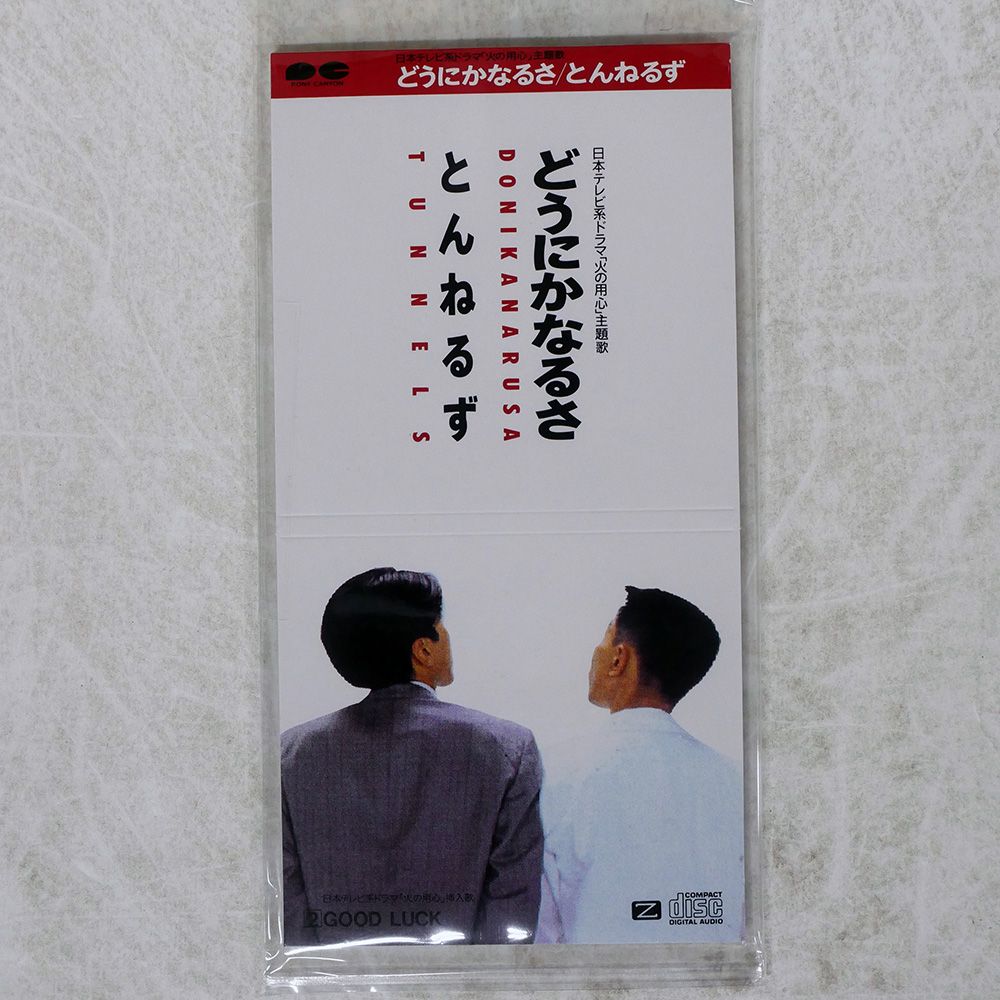 日本テレビ系ドラマ「火の用心」主題歌
PONY CANYON
どうにかなるさ/とんねるず
日本テレビ系ドラマ「火の用心」主題歌
どうにかなるさ
DONIKANARUSA
とんねるず
TUNNELS
日本テレビ系ドラマ「火の用心」挿入歌
2 GOOD LUCK
Z
COMPACT
disc
DIGITAL AUDIO